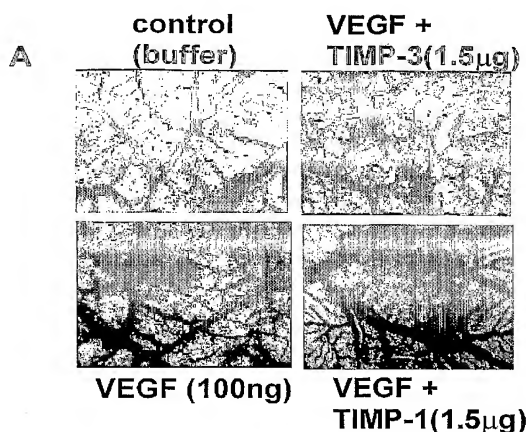 A
control
(buffer)
VEGF +
TIMP-3(1.5µg)
VEGF (100ng)
VEGF +
TIMP-1(1.5µg)